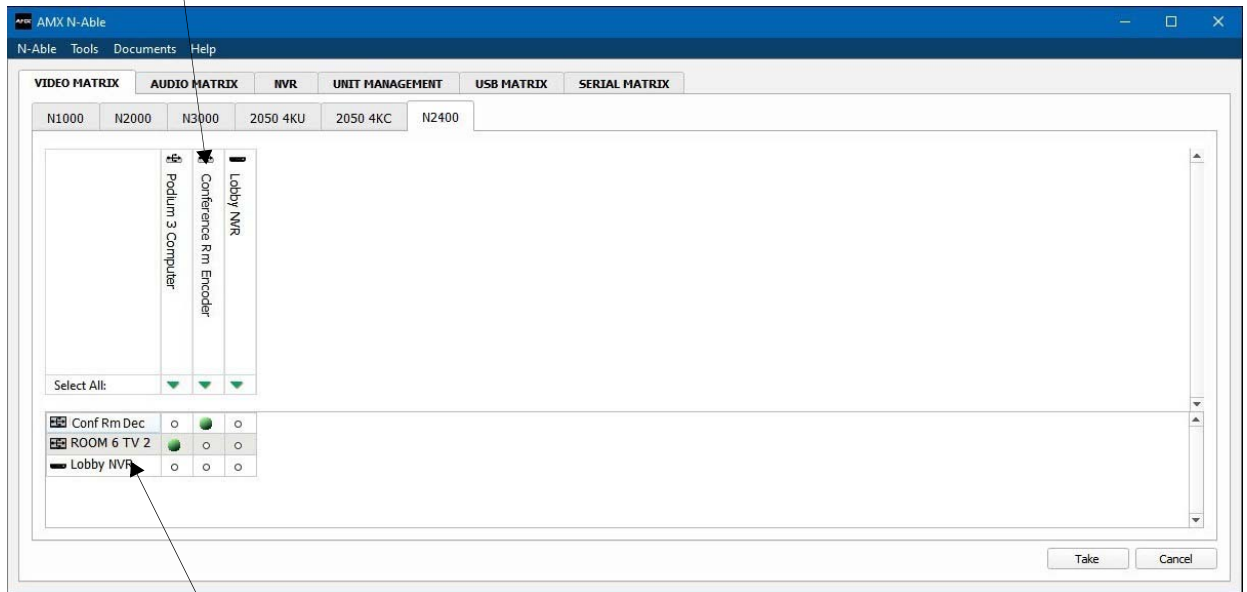 AMX AMX N-Able
N-Able Tools Documents Help
VIDEO MATRIX AUDIO MATRIX NVR UNIT MANAGEMENT USB MATRIX SERIAL MATRIX
N1000 N2000 N3000 2050 4KU 2050 4KC N2400
Podium 3 Computer
Conference Rm Encoder
Lobby NVR
Select All:
Conf Rm Dec
ROOM 6 TV 2
Lobby NVR
Take Cancel